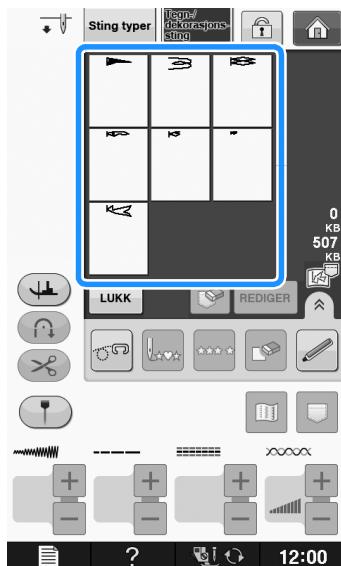 Sting typer
Tegn-/
dekorasjons-
sting
0
KB
507
KB
LUKK
REDIGER
?
12:00